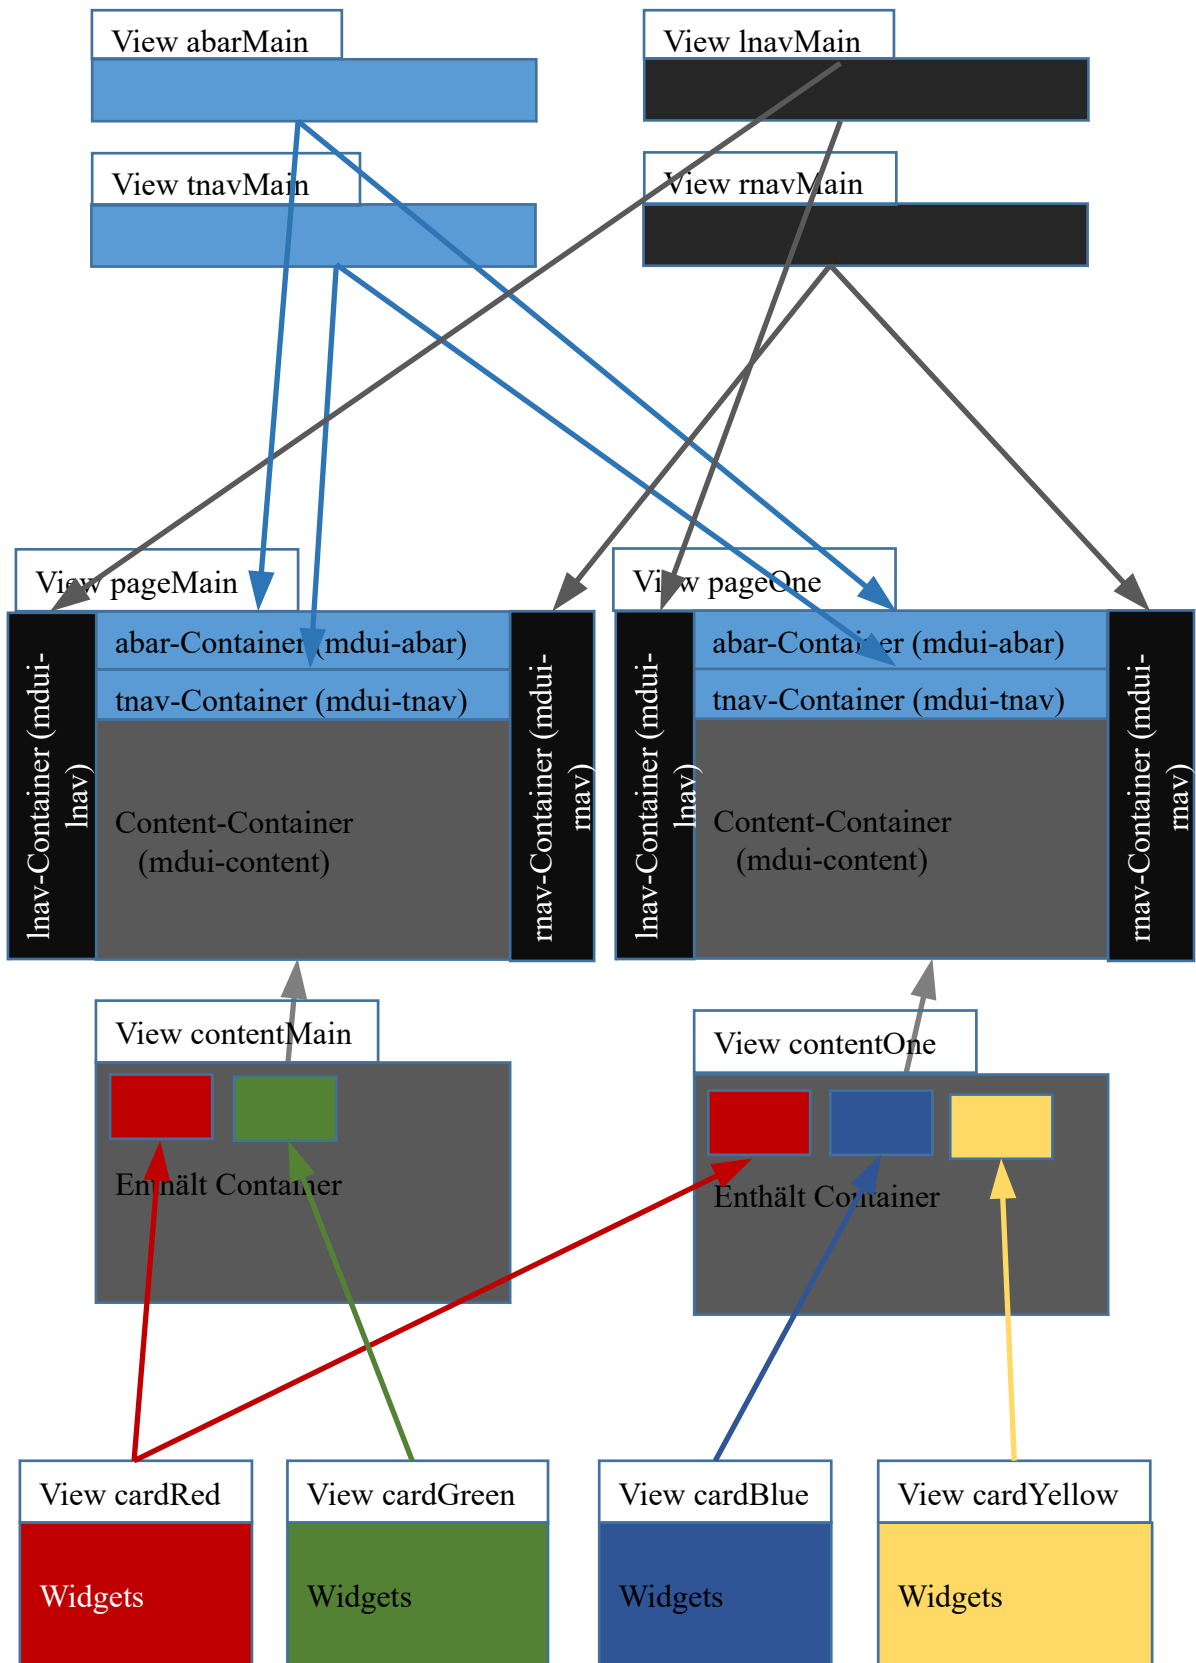 View abarMain
View lnavMain
View tnavMain
View rnavMain
View pageMain
View pageOne
abar-Container (mdui-abar)
tnav-Container (mdui-tnav)
lnav-Container (mdui-
lnav)
rnav-Container (mdui-
rnav)
Content-Container
(mdui-content)
abar-Container (mdui-abar)
tnav-Container (mdui-tnav)
lnav-Container (mdui-
lnav)
rnav-Container (mdui-
rnav)
Content-Container
(mdui-content)
View contentMain
Enthält Container
View contentOne
Enthält Container
View cardRed
View cardGreen
View cardBlue
View cardYellow
Widgets
Widgets
Widgets
Widgets